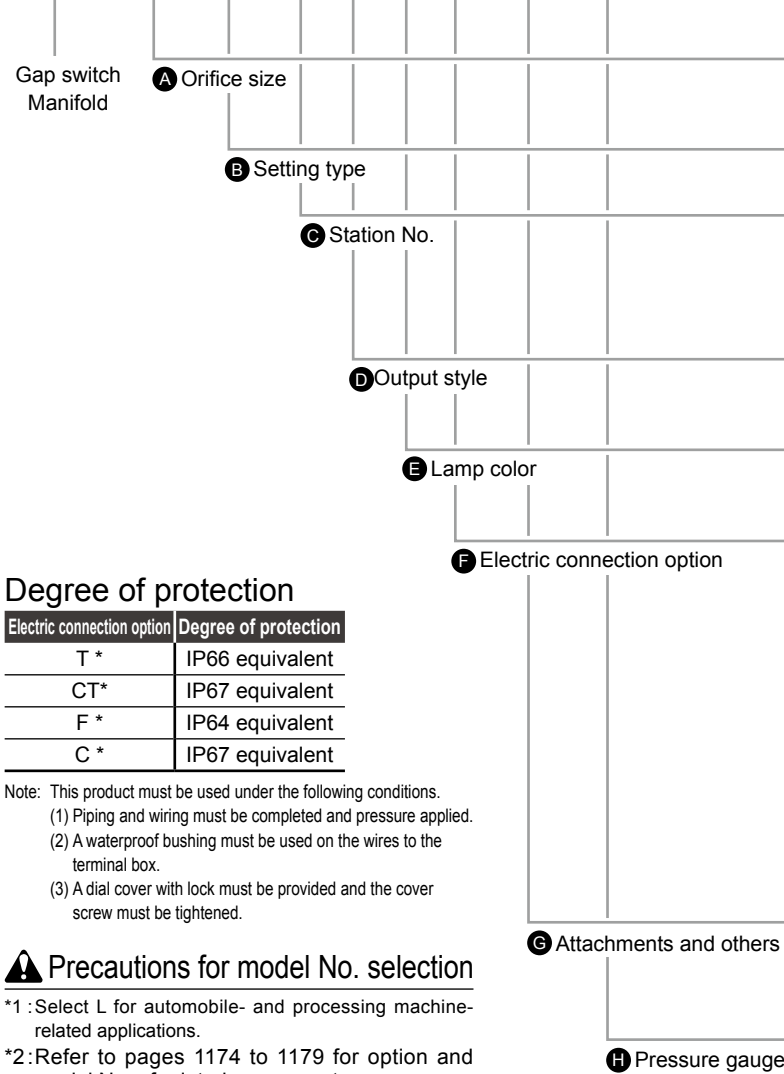 Gap switch
Manifold
A Orifice size
B Setting type
C Station No.
D Output style
E Lamp color
F Electric connection option
Degree of protection
Electric connection option Degree of protection
T * IP66 equivalent
CT* IP67 equivalent
F * IP64 equivalent
C * IP67 equivalent
Note: This product must be used under the following conditions.
(1) Piping and wiring must be completed and pressure applied.
(2) A waterproof bushing must be used on the wires to the
terminal box.
(3) A dial cover with lock must be provided and the cover
screw must be tightened.
G Attachments and others
Precautions for model No. selection
*1 : Select L for automobile- and processing machine-
related applications.
*2: Refer to pages 1174 to 1179 for option and
H Pressure gauge